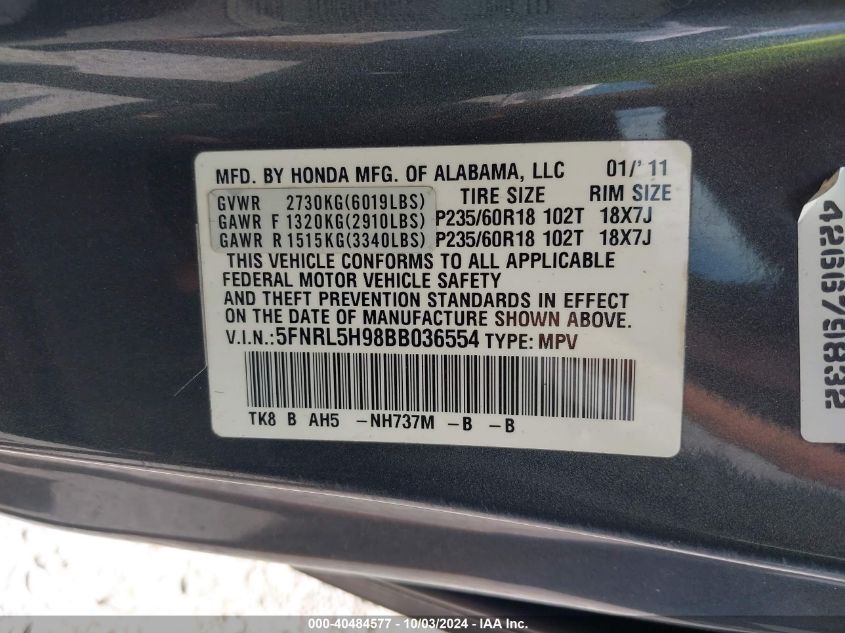 MFD. BY HONDA MFG. OF ALABAMA, LLC 01/' 11
GVWR 2730KG(6019LBS) TIRE SIZE RIM SIZE
GAWR F 1320KG(2910LBS) P235/60R18 102T 18X7J
GAWR R 1515KG(3340LBS) P235/60R18 102T 18X7J
THIS VEHICLE CONFORMS TO ALL APPLICABLE
FEDERAL MOTOR VEHICLE SAFETY
AND THEFT PREVENTION STANDARDS IN EFFECT
ON THE DATE OF MANUFACTURE SHOWN ABOVE.
V.I.N.:5FNRL5H98BB036554 TYPE: MPV
TK8 B AH5 -NH737M -B -B
426679832
000-40484577 - 10/03/2024 - IAA Inc.